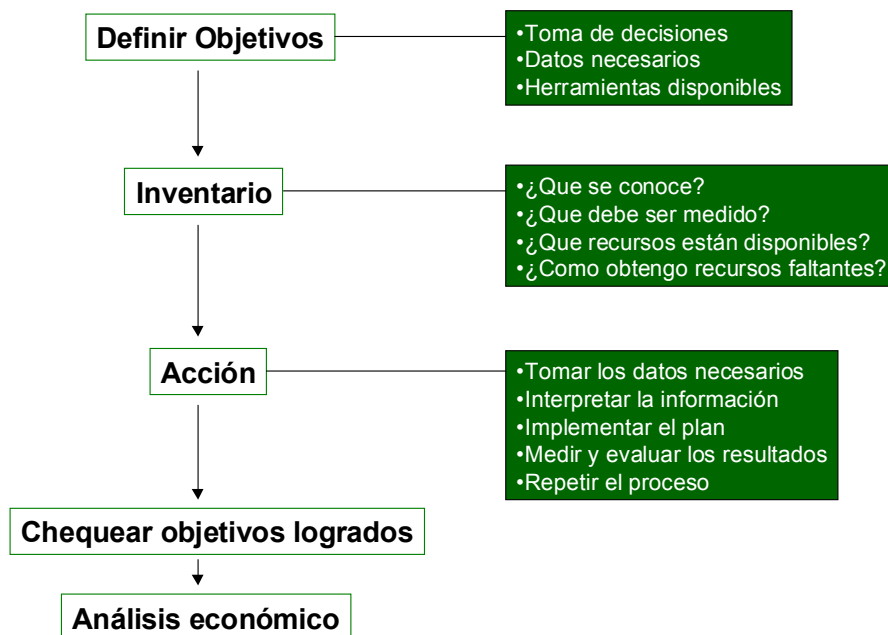 Definir Objetivos
•Toma de decisiones
•Datos necesarios
•Herramientas disponibles
Inventario
•¿Que se conoce?
•¿Que debe ser medido?
•¿Que recursos están disponibles?
•¿Como obtengo recursos faltantes?
Acción
•Tomar los datos necesarios
•Interpretar la información
•Implementar el plan
•Medir y evaluar los resultados
•Repetir el proceso
Chequear objetivos logrados
Análisis económico